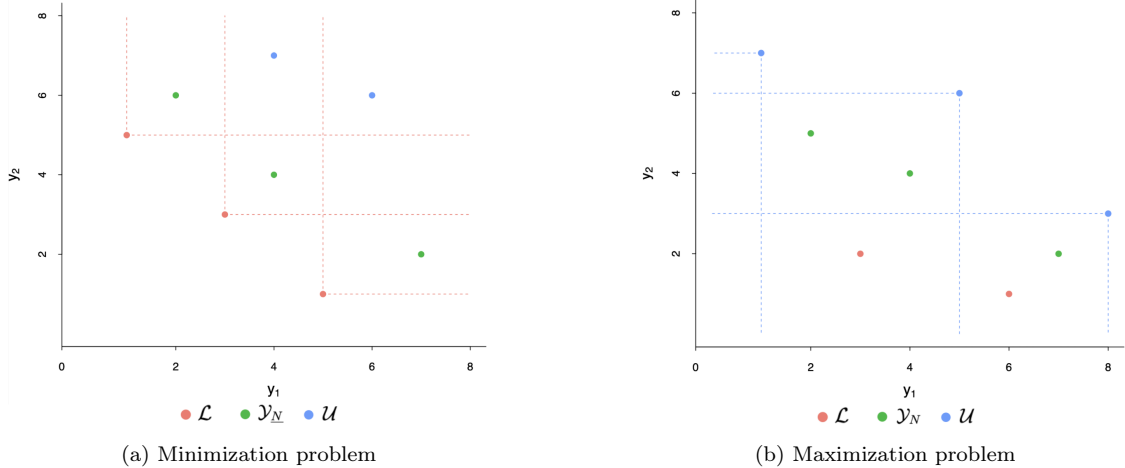 8
6
4
2
y2
0 2 4 6 8
y1
ℒ 𝒴_N 𝒰
(a) Minimization problem
8
6
4
2
y2
2 4 6 8
0
y1
ℒ 𝒴N 𝒰
(b) Maximization problem